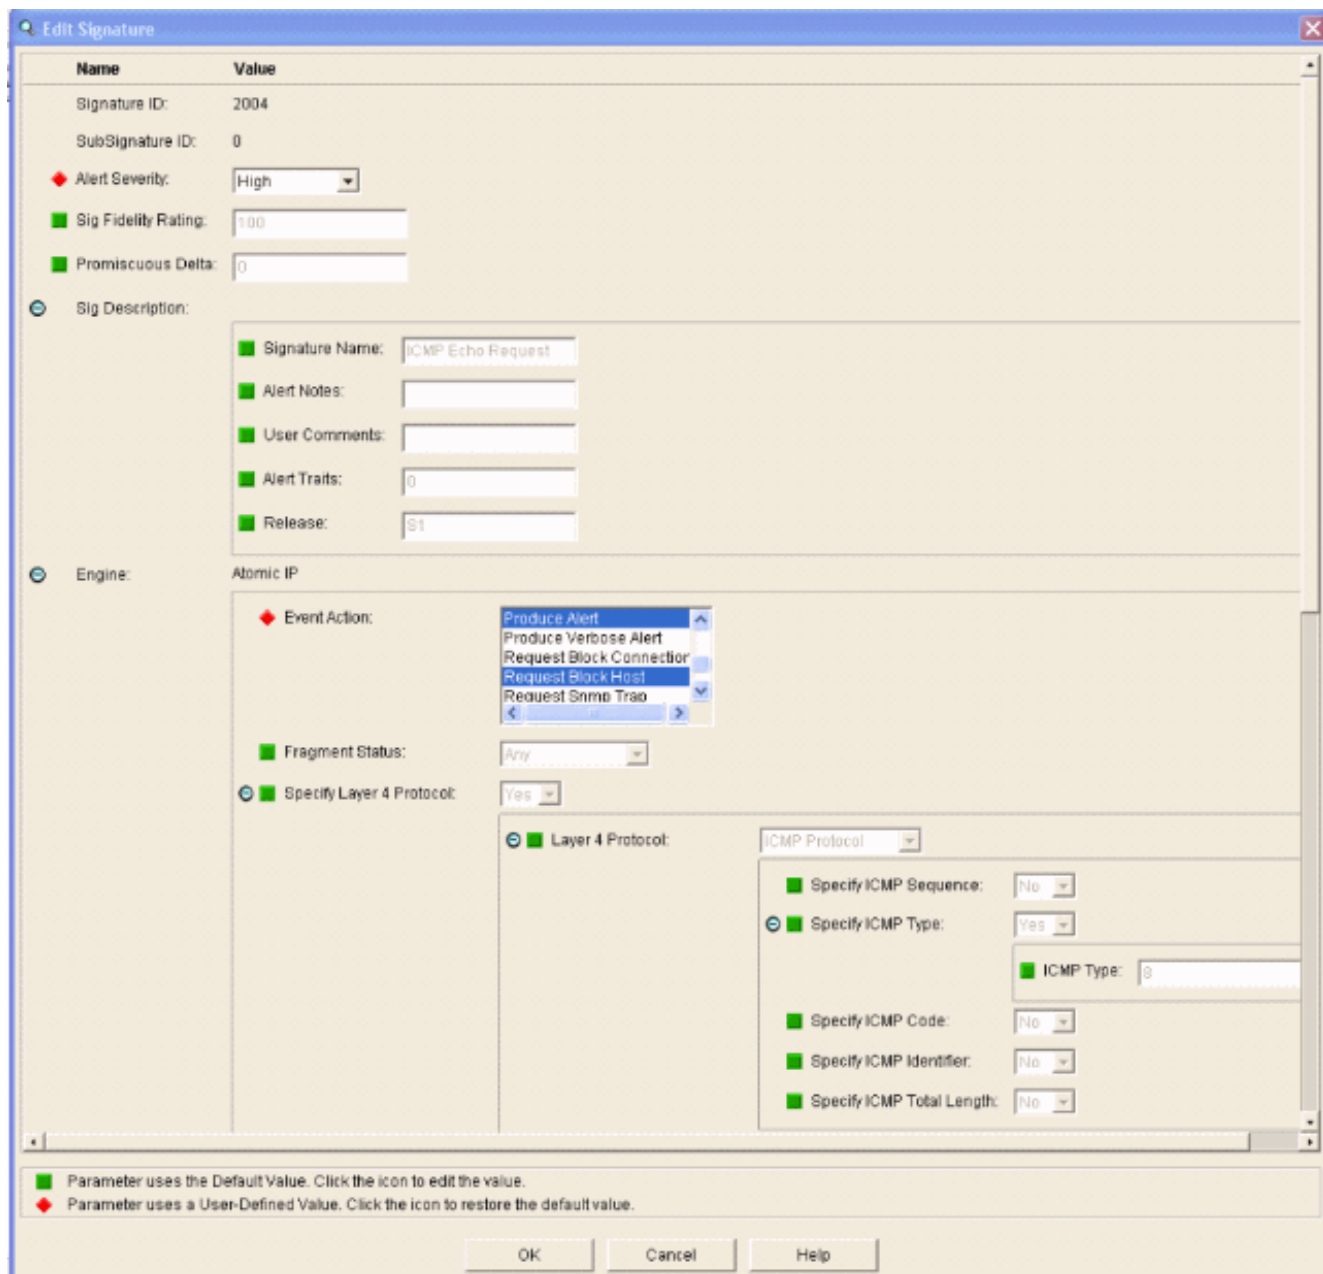 Edit Signature
Name Value
Signature ID: 2004
SubSignature ID: 0
Alert Severity: High
Sig Fidelity Rating: 100
Promiscuous Delta: 0
Sig Description:
Signature Name: ICMP Echo Request
Alert Notes:
User Comments:
Alert Traits: 0
Release: S1
Engine: Atomic IP
Event Action: Produce Alert
Produce Verbose Alert
Request Block Connection
Request Block Host
Request Snmp Trap
Fragment Status: Any
Specify Layer 4 Protocol: Yes
Layer 4 Protocol: ICMP Protocol
Specify ICMP Sequence: No
Specify ICMP Type: Yes
ICMP Type: 8
Specify ICMP Code: No
Specify ICMP Identifier: No
Specify ICMP Total Length: No
Parameter uses the Default Value. Click the icon to edit the value.
Parameter uses a User-Defined Value. Click the icon to restore the default value.
OK Cancel Help